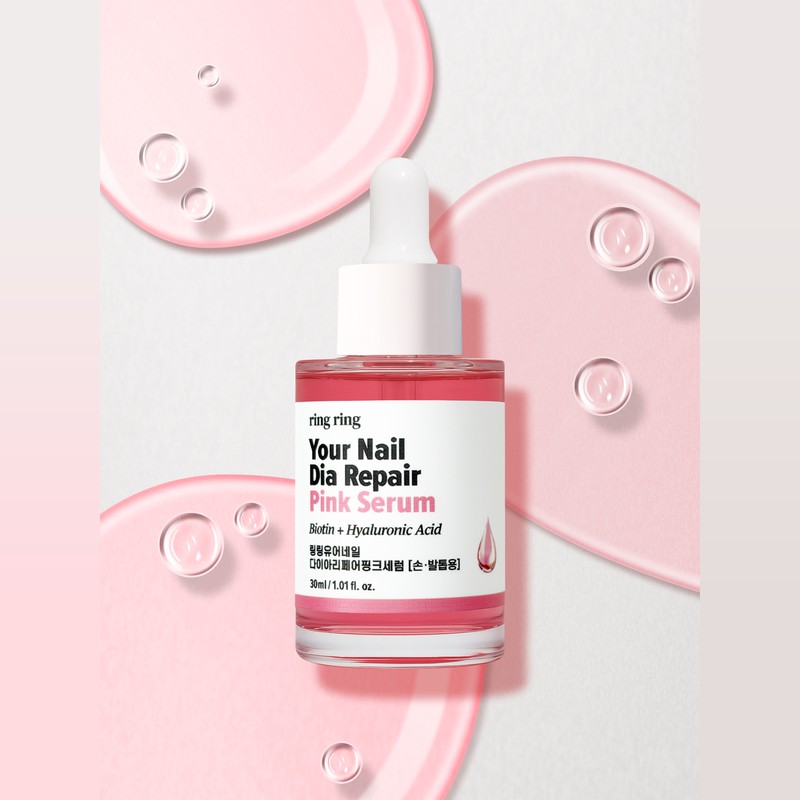 ring ring
Your Nail
Dia Repair
Pink Serum
Biotin + Hyaluronic Acid
링링유어네일
다이아리페어핑크세럼 [손·발톱용]
30ml / 1.01 fl. oz.